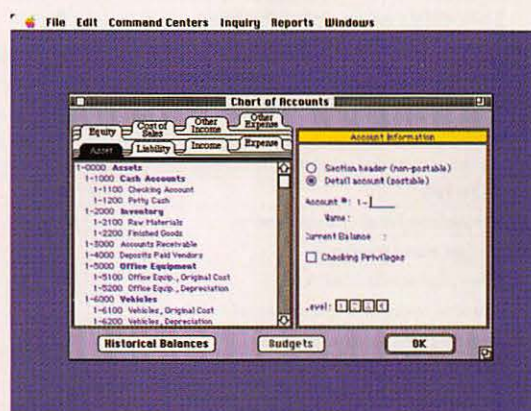 File Edit Command Centers Inquiry Reports Windows
Chart of Accounts
Equity Cost of Sales Other Income Other Expense
Asset Liability Income Expense
1-0000 Assets
1-1000 Cash Accounts
1-1100 Checking Account
1-1200 Petty Cash
1-2000 Inventory
1-2100 Raw Materials
1-2200 Finished Goods
1-3000 Accounts Receivable
1-4000 Deposits Paid Vendors
1-5000 Office Equipment
1-5100 Office Equip., Original Cost
1-5200 Office Equip., Depreciation
1-6000 Vehicles
1-6100 Vehicles, Original Cost
1-6200 Vehicles, Depreciation
Account Information
Section header (non-postable)
Detail account (postable)
Account #: 1-
Name:
Current Balance :
Checking Privileges
Level:
Historical Balances Budgets OK